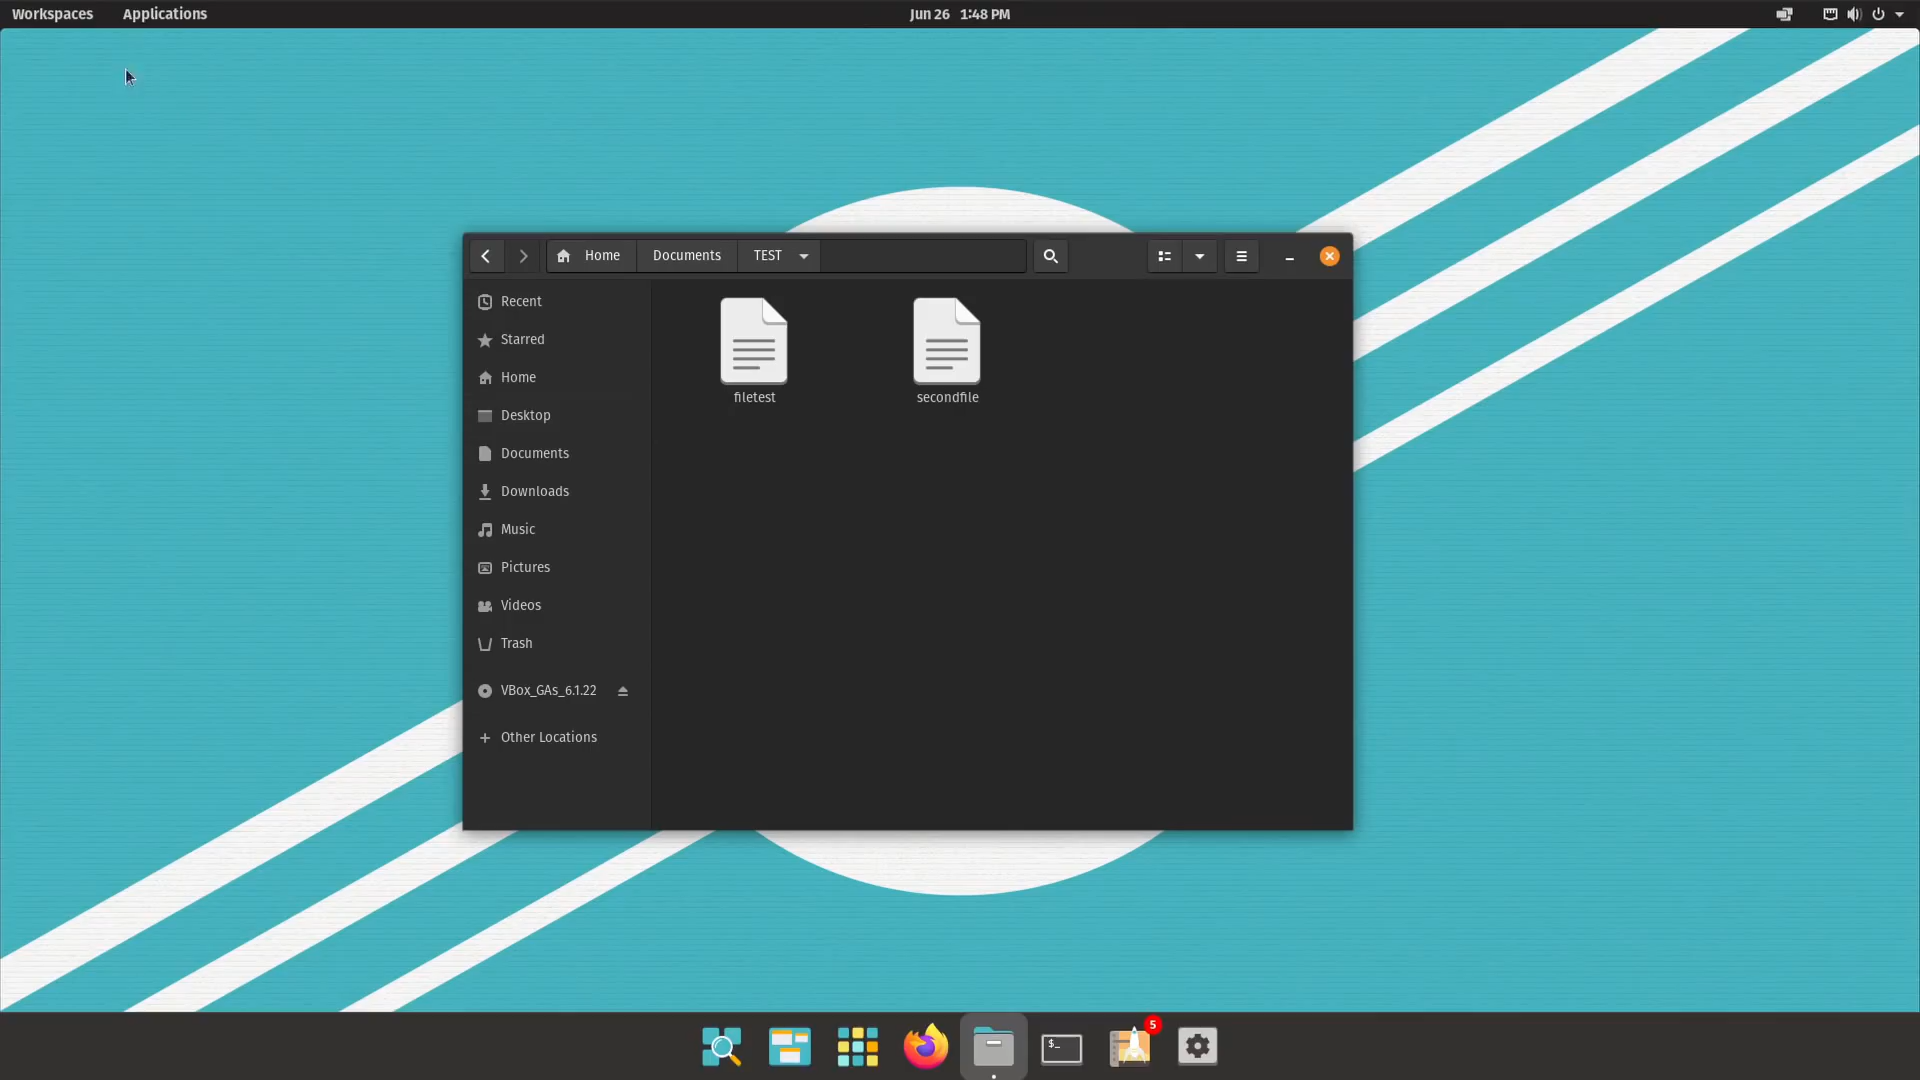 Workspaces Applications Jun 26 1:48 PM
Home Documents TEST
Recent
Starred
Home
Desktop
Documents
Downloads
Music
Pictures
Videos
Trash
VBox_GAs_6.1.22
Other Locations
filetest secondfile
$_
5